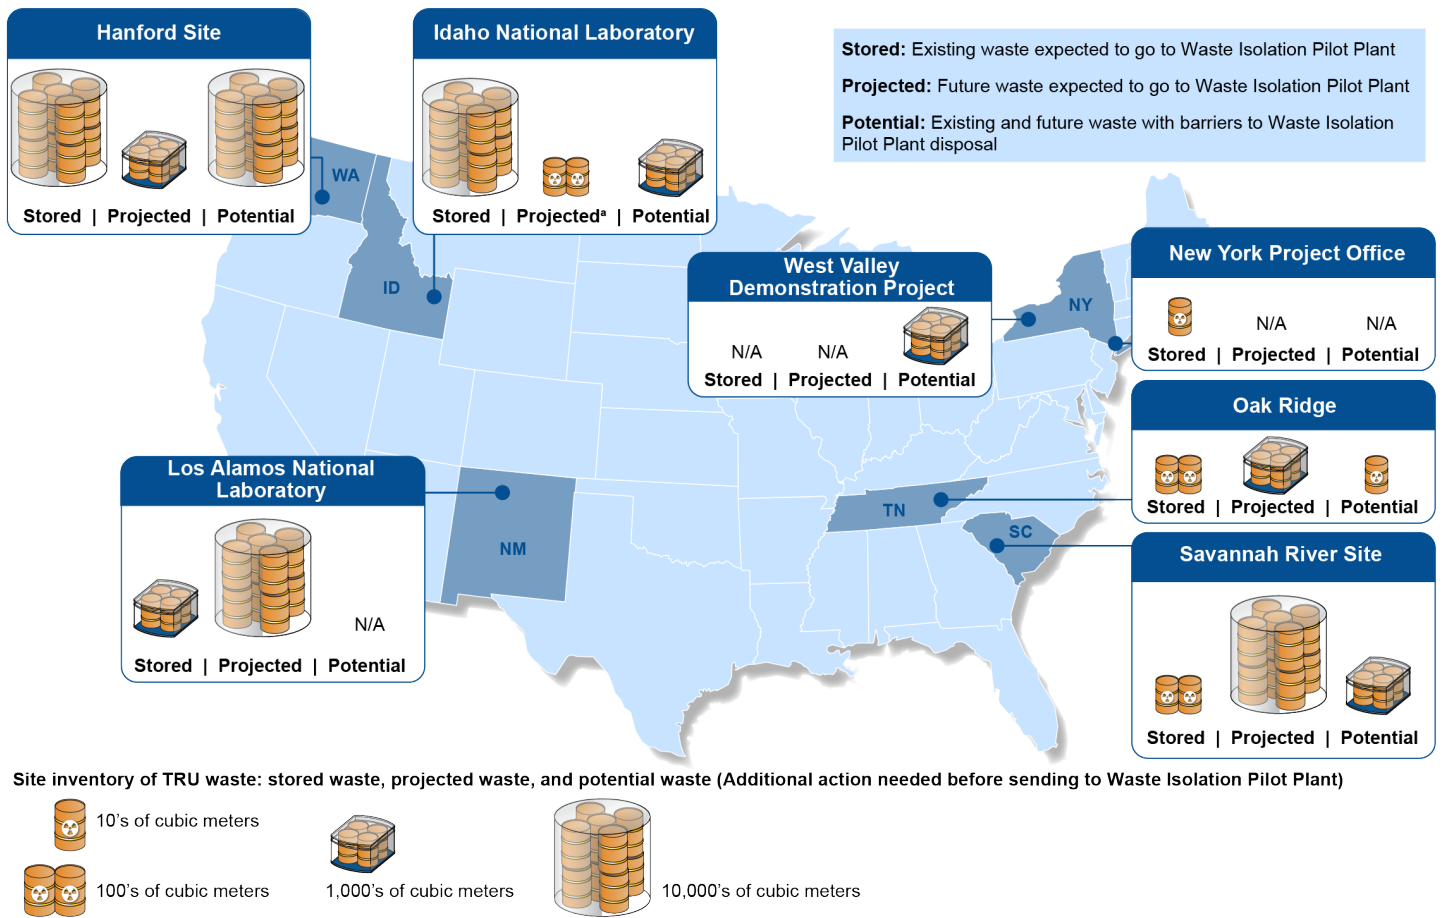 Hanford Site
Stored | Projected | Potential
Idaho National Laboratory
Stored | Projectedª | Potential
Stored: Existing waste expected to go to Waste Isolation Pilot Plant
Projected: Future waste expected to go to Waste Isolation Pilot Plant
Potential: Existing and future waste with barriers to Waste Isolation
Pilot Plant disposal
WA
ID
West Valley
Demonstration Project
N/A N/A
Stored | Projected | Potential
NY
New York Project Office
N/A N/A
Stored | Projected | Potential
Oak Ridge
Stored | Projected | Potential
Los Alamos National
Laboratory
N/A
Stored | Projected | Potential
NM
TN
SC
Savannah River Site
Stored | Projected | Potential
Site inventory of TRU waste: stored waste, projected waste, and potential waste (Additional action needed before sending to Waste Isolation Pilot Plant)
10's of cubic meters
100's of cubic meters
1,000's of cubic meters
10,000's of cubic meters